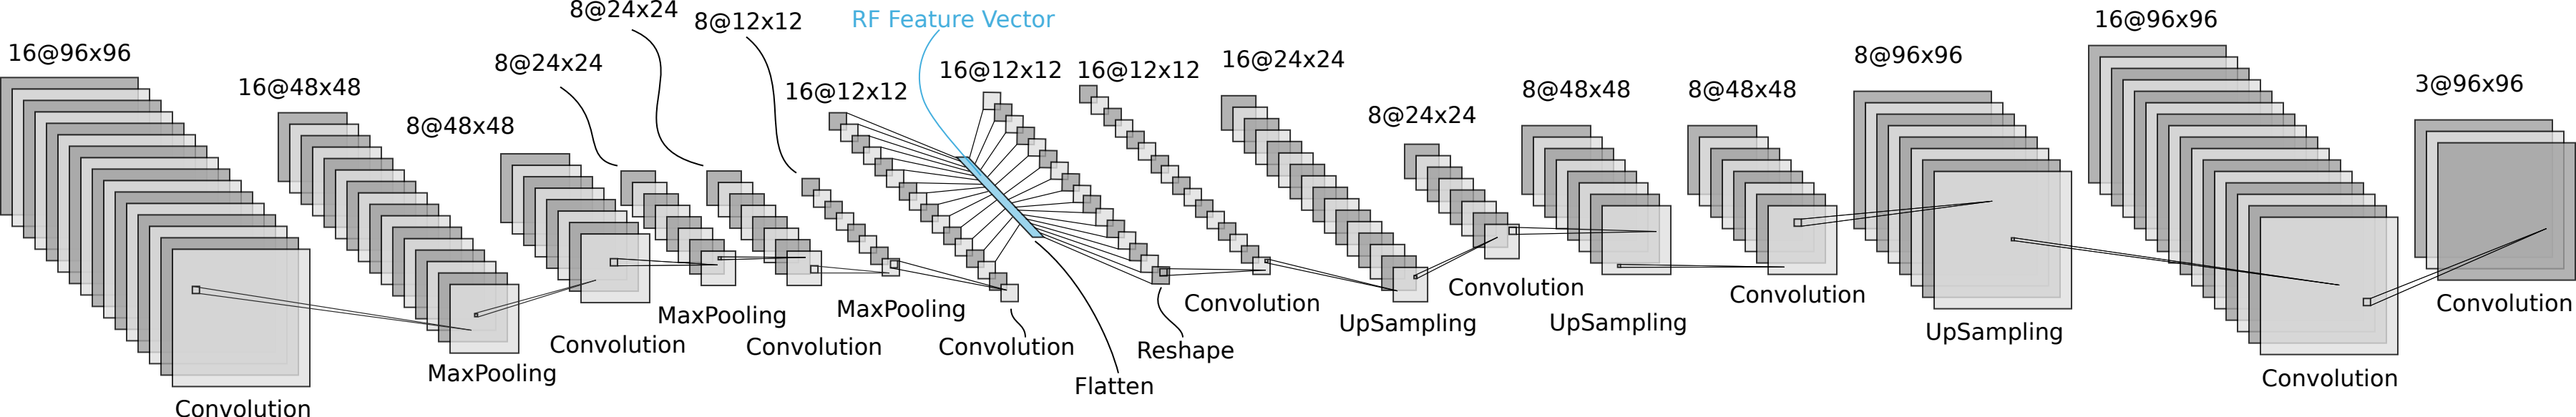 16@96x96
16@48x48
8@48x48
8@24x24
8@24x24
8@12x12
16@12x12
RF Feature Vector
16@12x12
16@12x12
16@24x24
8@24x24
8@48x48
8@48x48
8@96x96
16@96x96
3@96x96
Convolution
MaxPooling
Convolution
MaxPooling
Convolution
MaxPooling
Convolution
Flatten
Reshape
Convolution
UpSampling
Convolution
UpSampling
Convolution
UpSampling
Convolution
Convolution